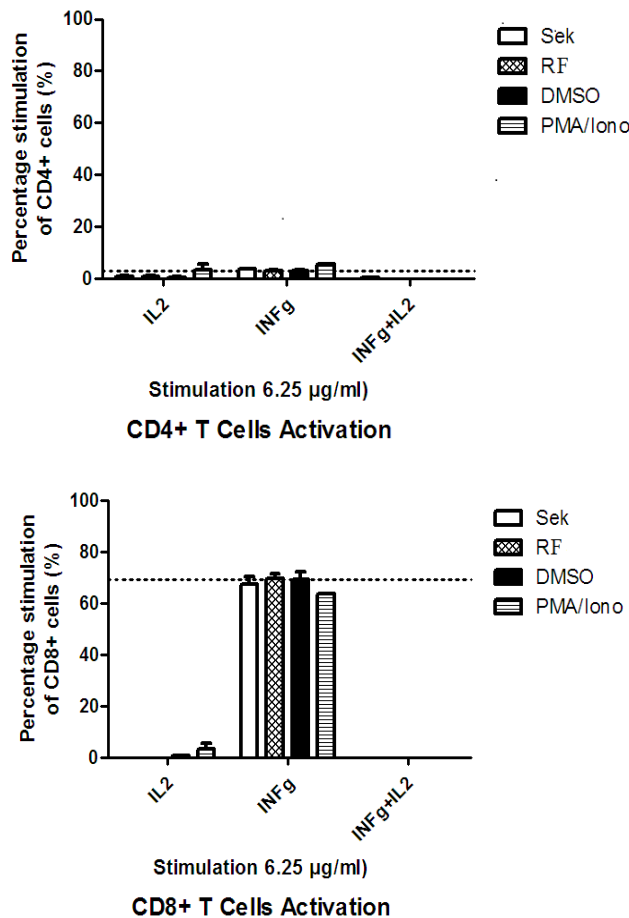 Percentage stimulation
of CD4+ cells (%)
100
80
60
40
20
0
Sek
RF
DMSO
PMA/Iono
IL2
INFg
INFg+IL2
Stimulation 6.25 µg/ml)
CD4+ T Cells Activation
Percentage stimulation
of CD8+ cells (%)
100
80
60
40
20
0
Sek
RF
DMSO
PMA/Iono
IL2
INFg
INFg+IL2
Stimulation 6.25 µg/ml)
CD8+ T Cells Activation